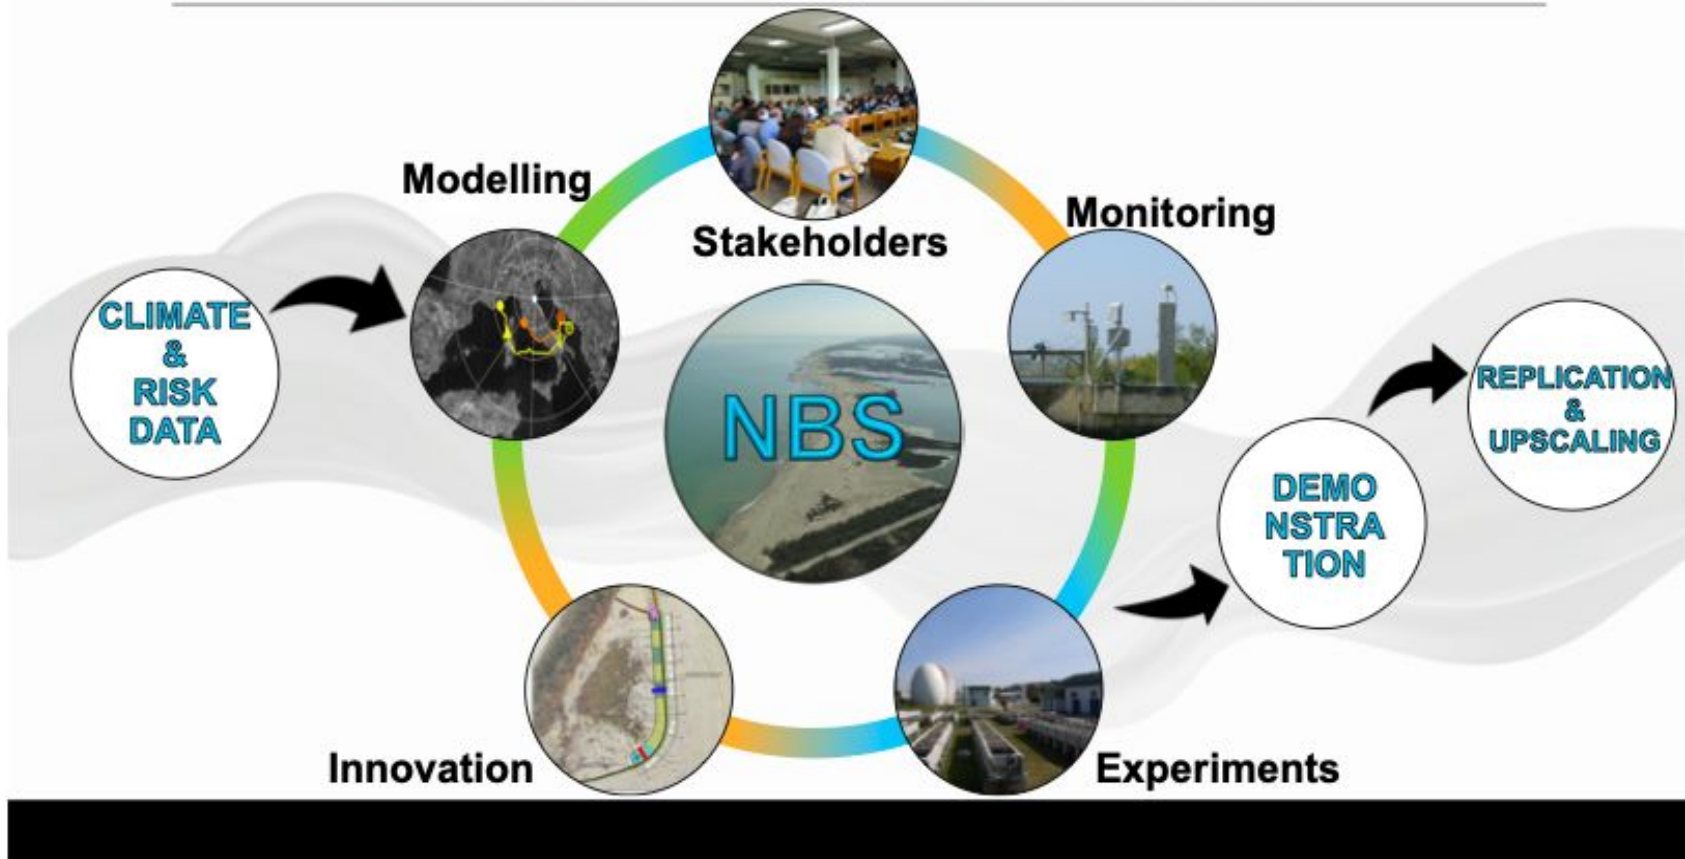 Stakeholders
Modelling
Monitoring
CLIMATE
&
RISK
DATA
NBS
REPLICATION
&
UPSCALING
DEMO
NSTRA
TION
Innovation
Experiments